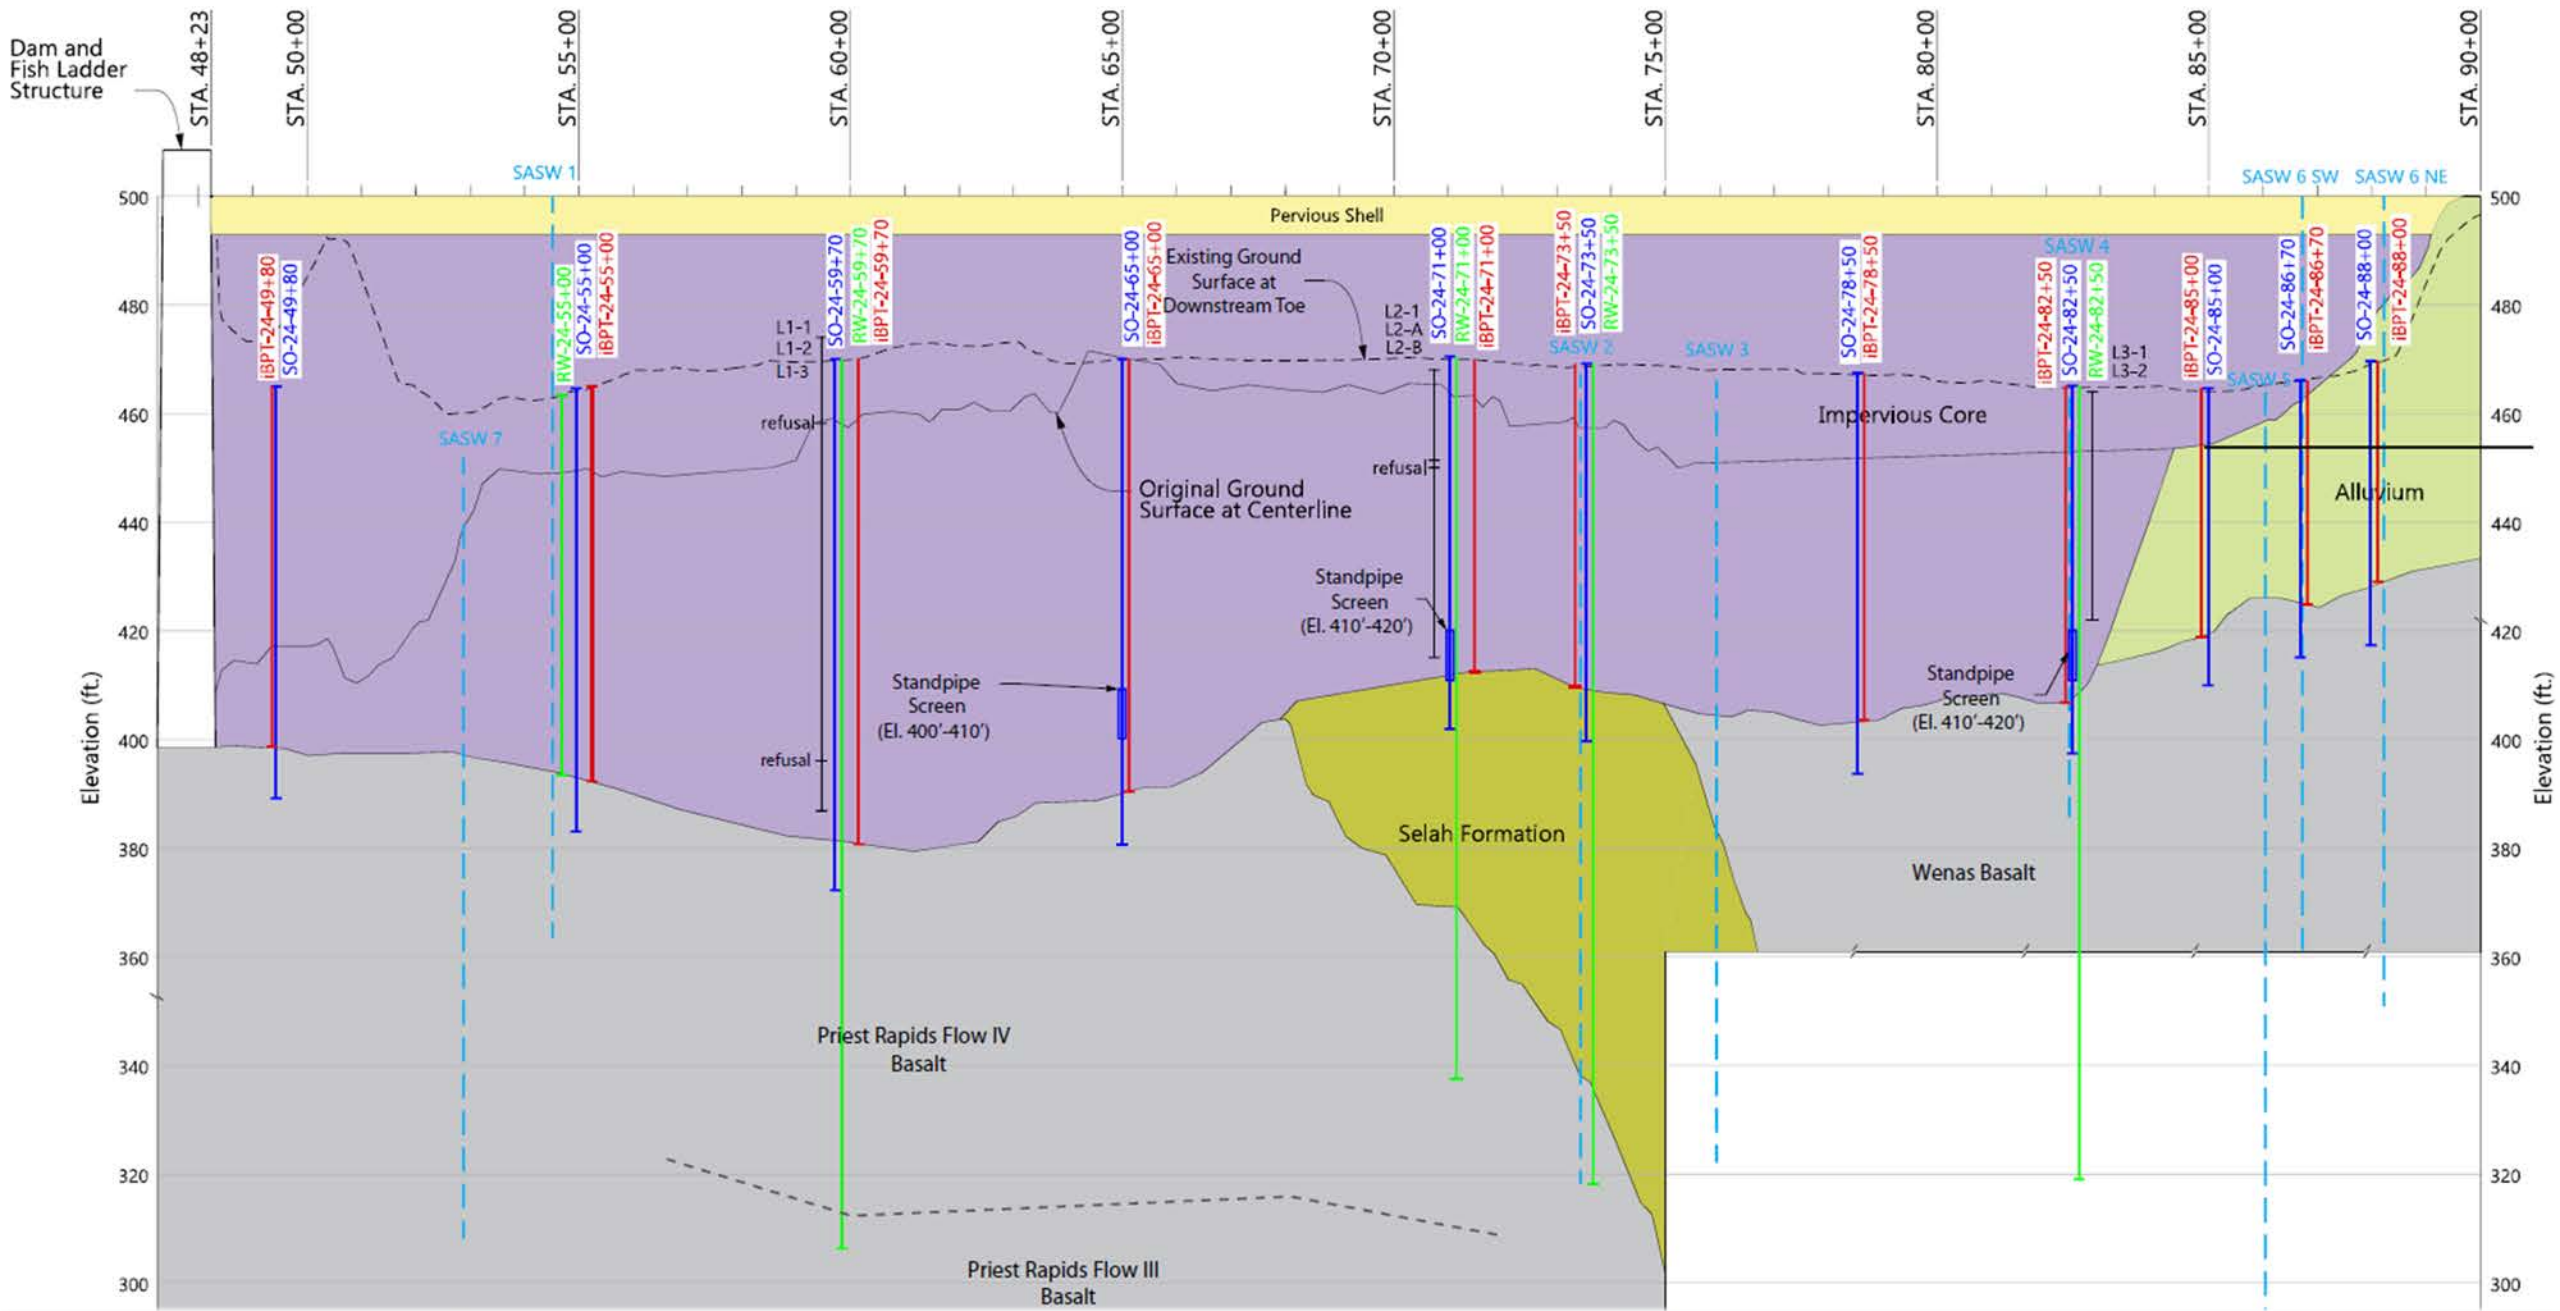 Dam and
Fish Ladder
Structure
STA. 48+23
STA. 50+00
STA. 55+00
STA. 60+00
STA. 65+00
STA. 70+00
STA. 75+00
STA. 80+00
STA. 85+00
STA. 90+00
SASW 1
SASW 6 SW
SASW 6 NE
500
500
Pervious Shell
iBPT-24-49+80
SO-24-49+80
RW-24-55+00
SO-24-55+00
iBPT-24-55+00
SO-24-59+70
RW-24-59+70
iBPT-24-59+70
SO-24-65+00
iBPT-24-65+00
Existing Ground
Surface at
Downstream Toe
SO-24-71+00
RW-24-71+00
iBPT-24-71+00
iBPT-24-73+50
SO-24-73+50
RW-24-73+50
SO-24-78+50
iBPT-24-78+50
SASW 4
iBPT-24-82+50
SO-24-82+50
RW-24-82+50
iBPT-24-85+00
SO-24-85+00
SO-24-86+70
iBPT-24-86+70
SO-24-88+00
iBPT-24-88+00
480
480
L1-1
L1-2
L1-3
L2-1
L2-A
L2-B
SASW 2
SASW 3
L3-1
L3-2
SASW 5
460
460
refusal
Impervious Core
SASW 7
refusal
Original Ground
Surface at Centerline
Alluvium
440
440
Standpipe
Screen
(El. 410'-420')
420
420
Standpipe
Screen
(El. 400'-410')
Standpipe
Screen
(El. 410'-420')
Elevation (ft.)
Elevation (ft.)
400
400
refusal
380
380
Selah Formation
Wenas Basalt
360
360
Priest Rapids Flow IV
Basalt
340
340
320
320
Priest Rapids Flow III
Basalt
300
300